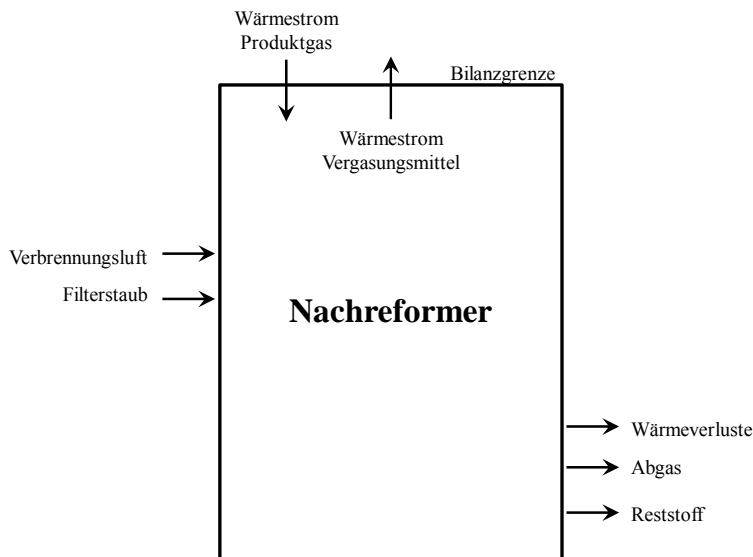 Wärmestrom
Produktgas
Bilanzgrenze
Wärmestrom
Vergasungsmittel
Verbrennungsluft
Filterstaub
Nachreformer
Wärmeverluste
Abgas
Reststoff